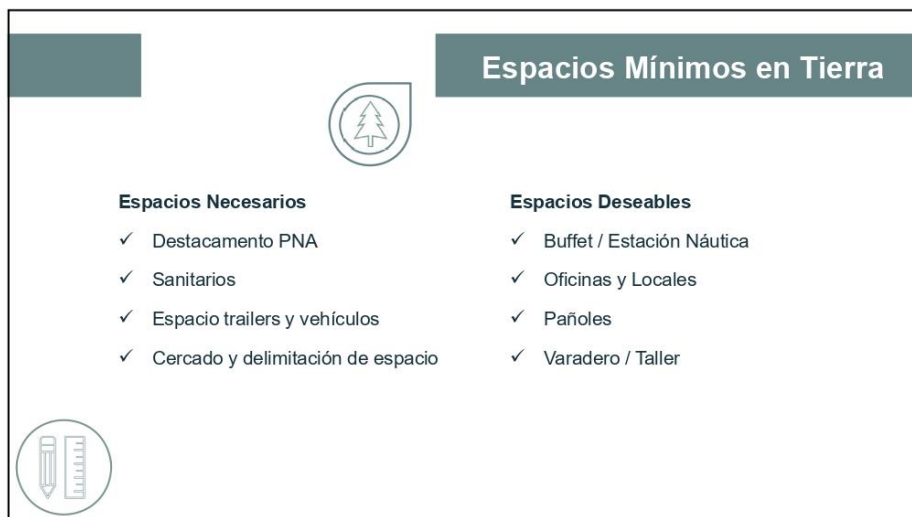 Espacios Mínimos en Tierra
Espacios Necesarios
✓ Destacamento PNA
✓ Sanitarios
✓ Espacio trailers y vehículos
✓ Cercado y delimitación de espacio
Espacios Deseables
✓ Buffet / Estación Náutica
✓ Oficinas y Locales
✓ Pañoles
✓ Varadero / Taller